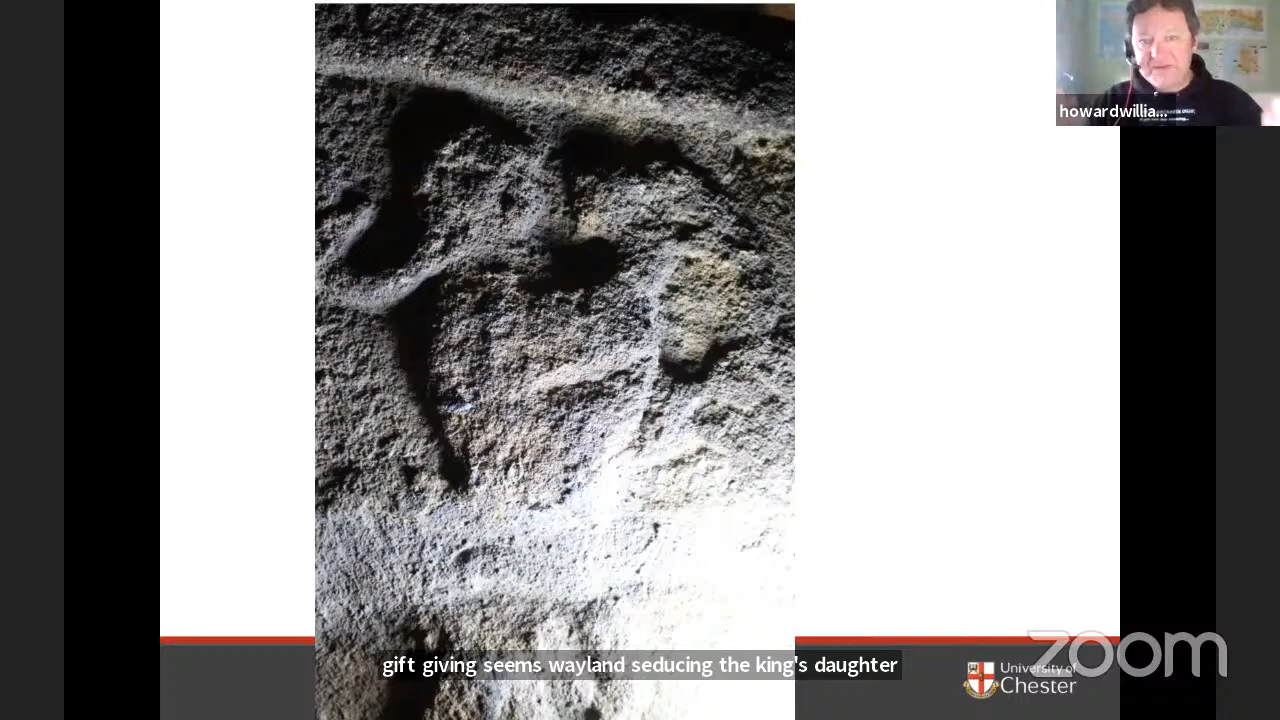 howardwillia...
gift giving seems wayland seducing the king's daughter
University of
Chester
zoom